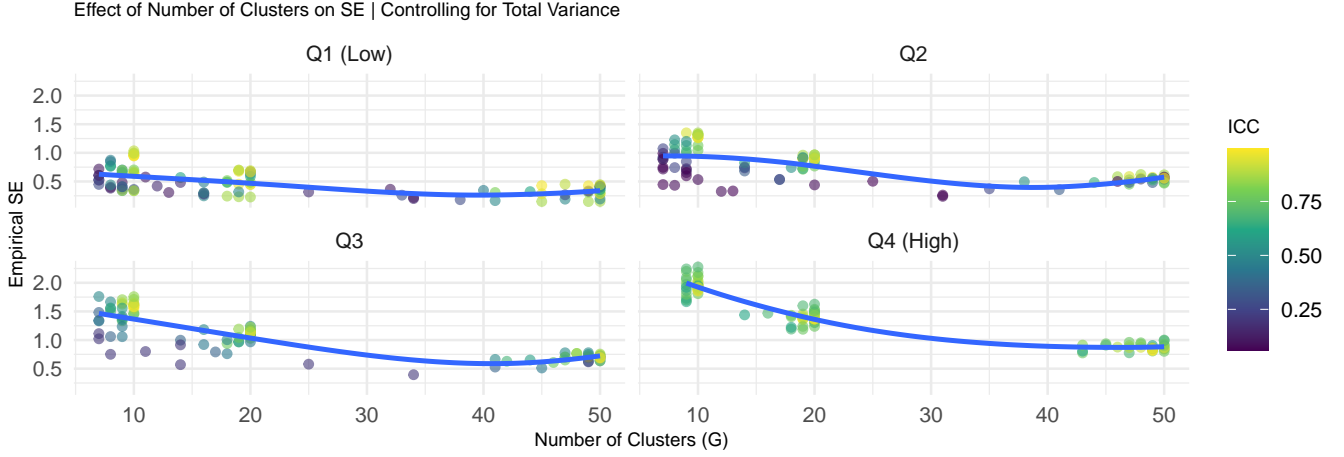 Effect of Number of Clusters on SE | Controlling for Total Variance
Q1 (Low)
Q2
2.0
1.5
1.0
0.5
Q3
Q4 (High)
2.0
1.5
1.0
0.5
10 20 30 40 50
10 20 30 40 50
Number of Clusters (G)
Empirical SE
ICC
0.75
0.50
0.25